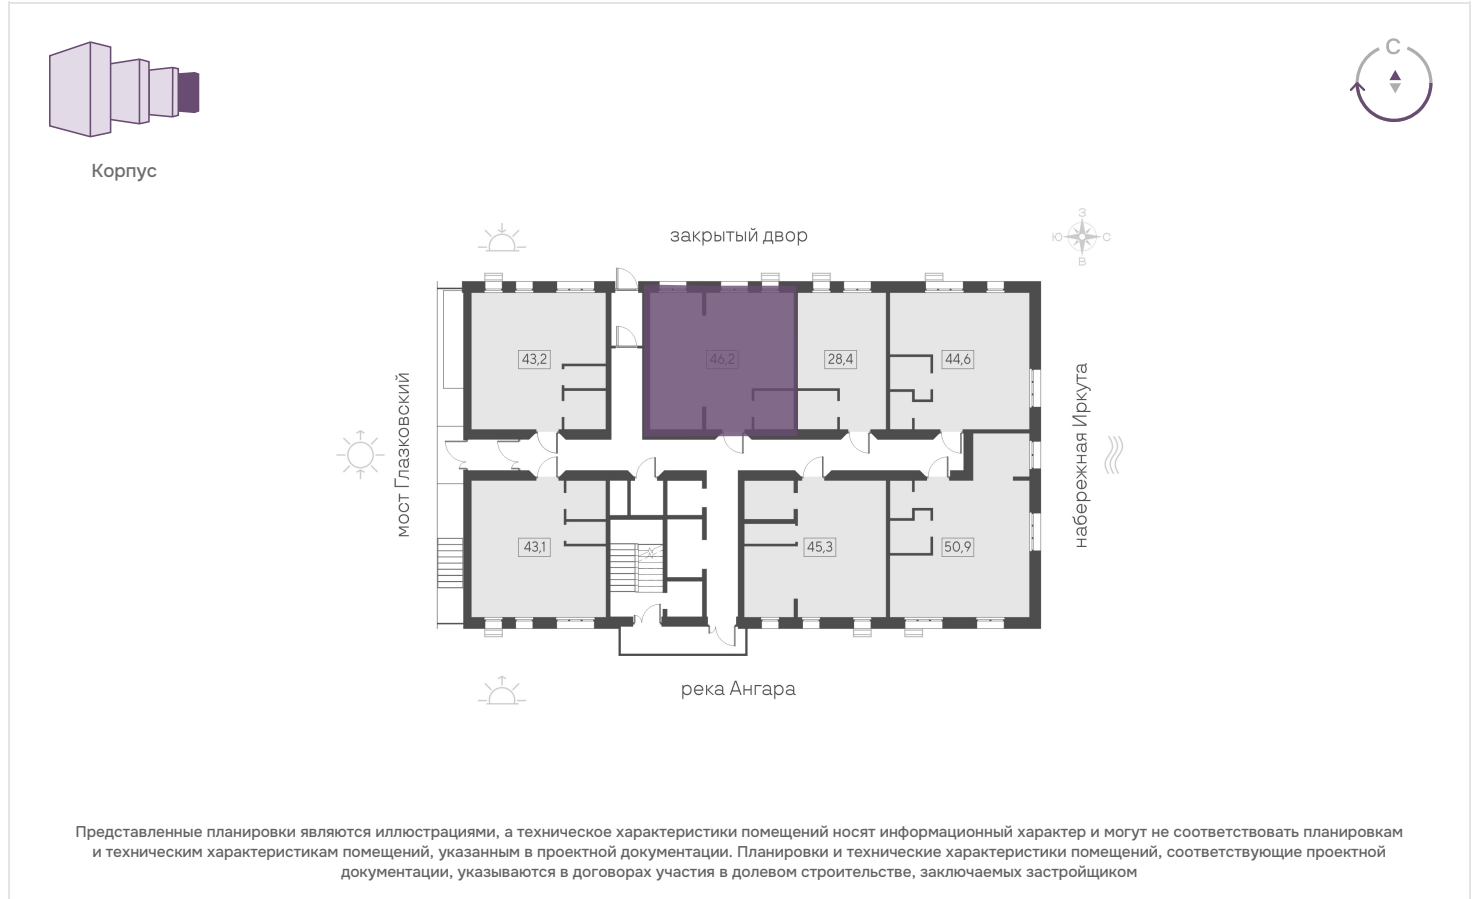 С
Корпус
закрытый двор
З
Ю
С
В
43,2
46,2
28,4
44,6
мост Глазковский
набережная Иркута
43,1
45,3
50,9
река Ангара
Представленные планировки являются иллюстрациями, а техническое характеристики помещений носят информационный характер и могут не соответствовать планировкам
и техническим характеристикам помещений, указанным в проектной документации. Планировки и технические характеристики помещений, соответствующие проектной
документации, указываются в договорах участия в долевом строительстве, заключаемых застройщиком